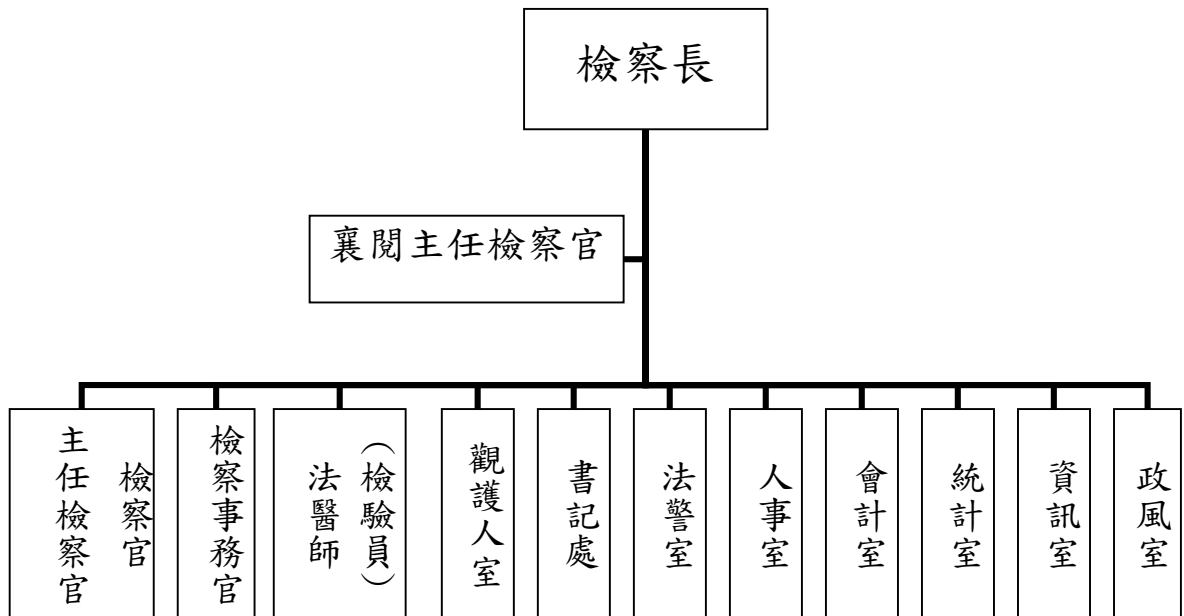 檢察長
襄閱主任檢察官
主任檢察官
檢察官
檢察事務官
法醫師
（檢驗員）
觀護人室
書記處
法警室
人事室
會計室
統計室
資訊室
政風室